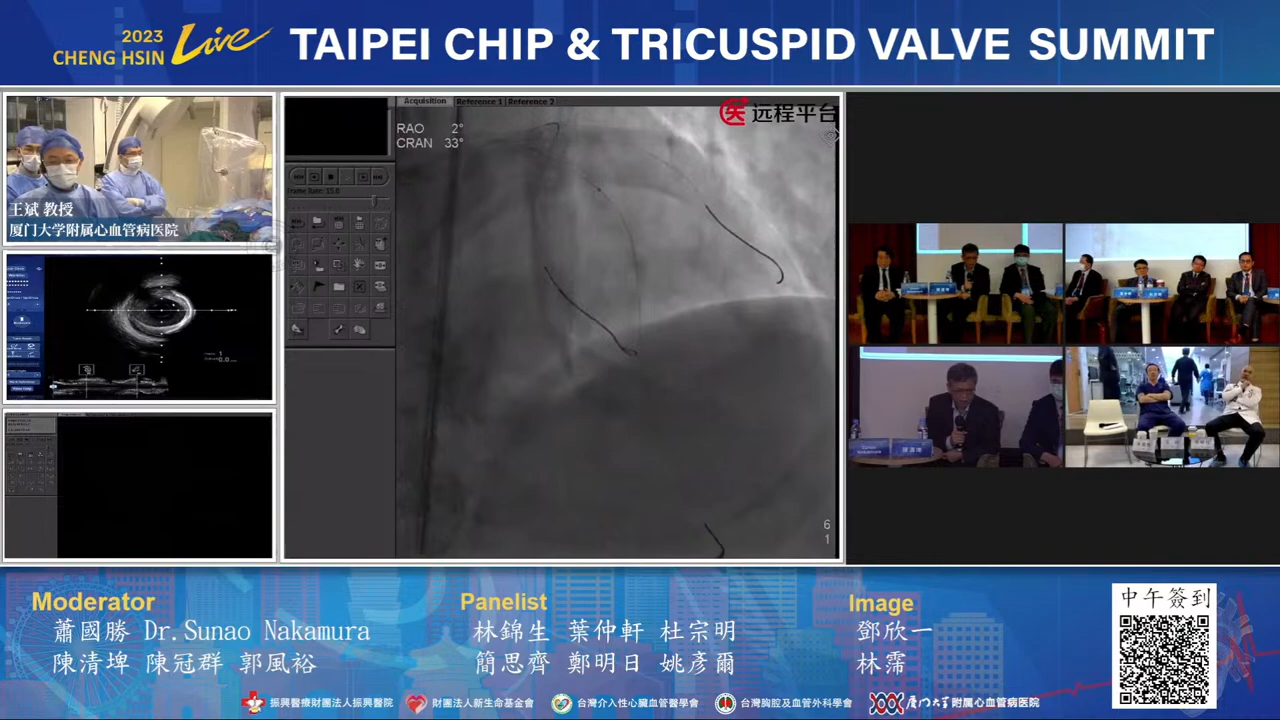 2023
CHENG HSIN Live
TAIPEI CHIP & TRICUSPID VALVE SUMMIT
王斌 教授
厦门大学附属心血管病医院
Acquisition Reference 1 Reference 2
医 远程平台
RAO 2°
CRAN 33°
Frame Rate: 15.0
6
1
Moderator
蕭國勝 Dr.Sunao Nakamura
陳清埤 陳冠群 郭風裕
Panelist
林錦生 葉仲軒 杜宗明
簡思齊 鄭明日 姚彥爾
Image
鄧欣一
林霈
中午簽到
振興醫療財團法人振興醫院
財團法人新生命基金會
台灣介入性心臟血管醫學會
台灣胸腔及血管外科學會
厦门大学附属心血管病医院